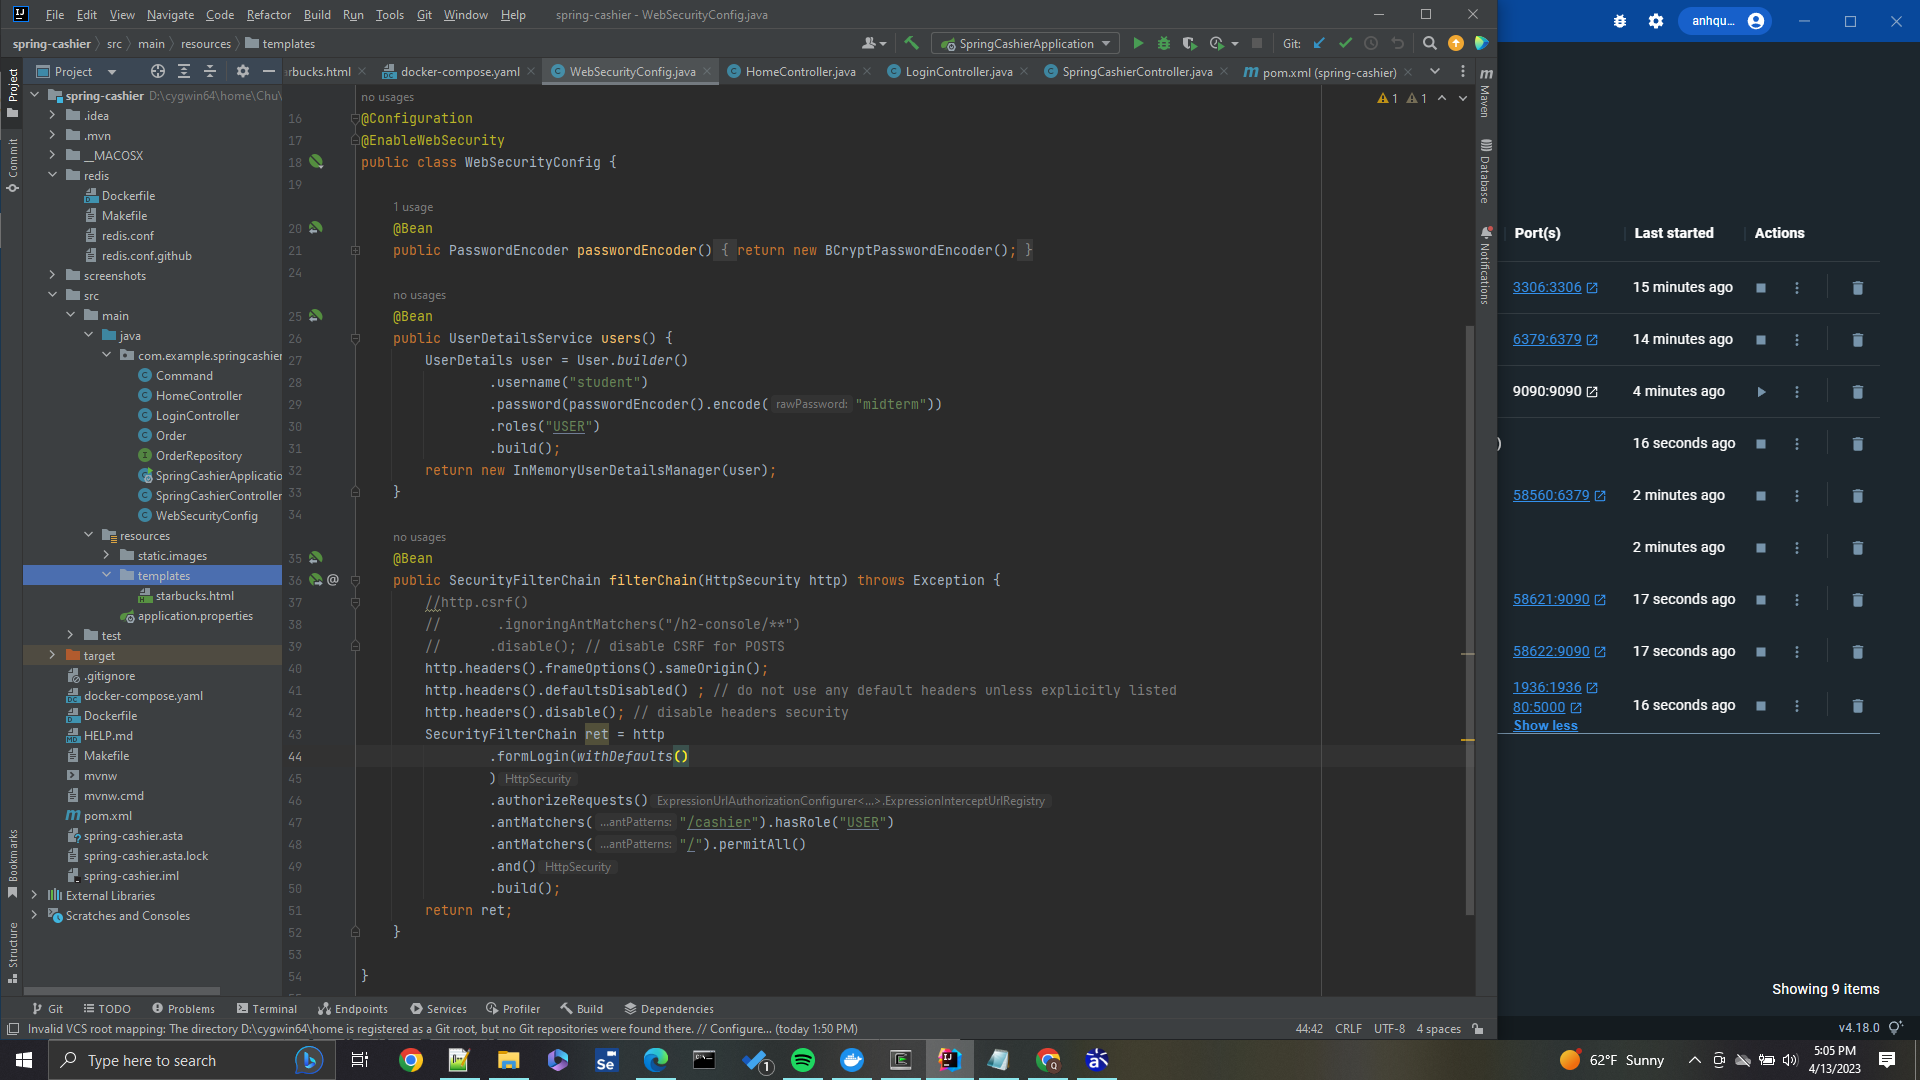 File Edit View Navigate Code Refactor Build Run Tools Git Window Help spring-cashier - WebSecurityConfig.java
anhqu...
spring-cashier src main resources templates
SpringCashierApplication
Git:
Project
rbucks.html docker-compose.yaml WebSecurityConfig.java HomeController.java LoginController.java SpringCashierController.java pom.xml (spring-cashier)
Project
Commit
Bookmarks
Structure
Maven
Database
Notifications
spring-cashier D:\cygwin64\home\Chu\
.idea
.mvn
__MACOSX
redis
Dockerfile
Makefile
redis.conf
redis.conf.github
screenshots
src
main
java
com.example.springcashier
Command
HomeController
LoginController
Order
OrderRepository
SpringCashierApplicatio
SpringCashierController
WebSecurityConfig
resources
static.images
templates
starbucks.html
application.properties
test
target
.gitignore
docker-compose.yaml
Dockerfile
HELP.md
Makefile
mvnw
mvnw.cmd
pom.xml
spring-cashier.asta
spring-cashier.asta.lock
spring-cashier.iml
External Libraries
Scratches and Consoles
1 1
no usages
16 @Configuration
17 @EnableWebSecurity
18 public class WebSecurityConfig {
19
1 usage
20 @Bean
21 public PasswordEncoder passwordEncoder() { return new BCryptPasswordEncoder(); }
24
no usages
25 @Bean
26 public UserDetailsService users() {
27 UserDetails user = User.builder()
28 .username("student")
29 .password(passwordEncoder().encode( rawPassword: "midterm"))
30 .roles("USER")
31 .build();
32 return new InMemoryUserDetailsManager(user);
33 }
34
no usages
35 @Bean
36 @ public SecurityFilterChain filterChain(HttpSecurity http) throws Exception {
37 //http.csrf()
38 // .ignoringAntMatchers("/h2-console/**")
39 // .disable(); // disable CSRF for POSTS
40 http.headers().frameOptions().sameOrigin();
41 http.headers().defaultsDisabled() ; // do not use any default headers unless explicitly listed
42 http.headers().disable(); // disable headers security
43 SecurityFilterChain ret = http
44 .formLogin(withDefaults()
45 ) HttpSecurity
46 .authorizeRequests() ExpressionUrlAuthorizationConfigurer<...>.ExpressionInterceptUrlRegistry
47 .antMatchers( ...antPatterns: "/cashier").hasRole("USER")
48 .antMatchers( ...antPatterns: "/").permitAll()
49 .and() HttpSecurity
50 .build();
51 return ret;
52 }
53
54 }
Port(s) Last started Actions
3306:3306 15 minutes ago
6379:6379 14 minutes ago
9090:9090 4 minutes ago
) 16 seconds ago
58560:6379 2 minutes ago
2 minutes ago
58621:9090 17 seconds ago
58622:9090 17 seconds ago
1936:1936
80:5000 16 seconds ago
Show less
Showing 9 items
v4.18.0
Git TODO Problems Terminal Endpoints Services Profiler Build Dependencies
Invalid VCS root mapping: The directory D:\cygwin64\home is registered as a Git root, but no Git repositories were found there. // Configure... (today 1:50 PM)
44:42 CRLF UTF-8 4 spaces
Type here to search
Se
1
62°F Sunny
5:05 PM
4/13/2023